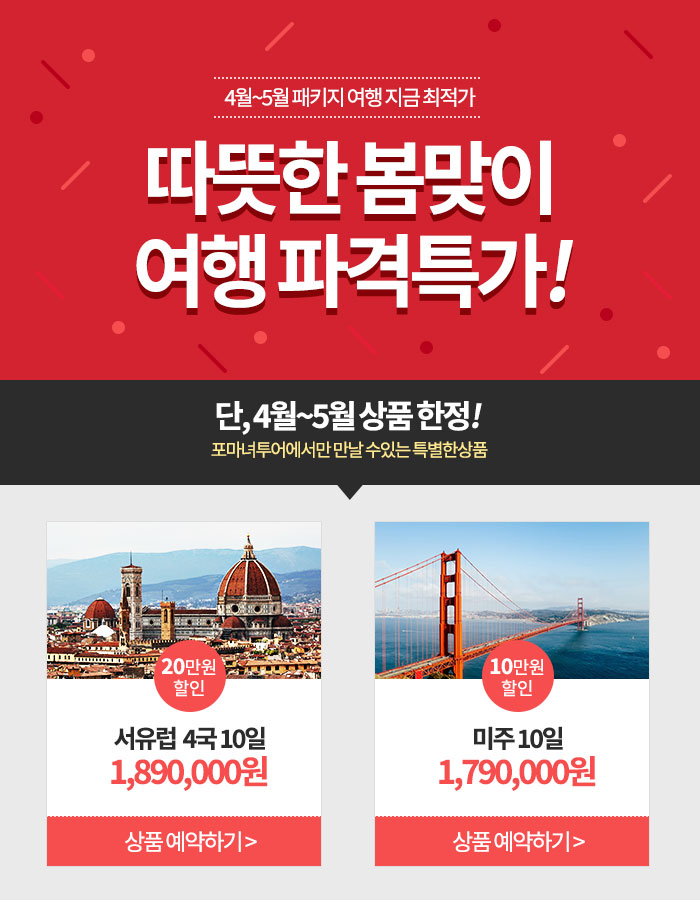 4월~5월 패키지 여행 지금 최적가
따뜻한 봄맞이
여행 파격특가!
단, 4월~5월 상품 한정!
포마녀투어에서만 만날 수있는 특별한상품
20만원
할인
서유럽 4국 10일
1,890,000원
상품 예약하기 >
10만원
할인
미주 10일
1,790,000원
상품 예약하기 >